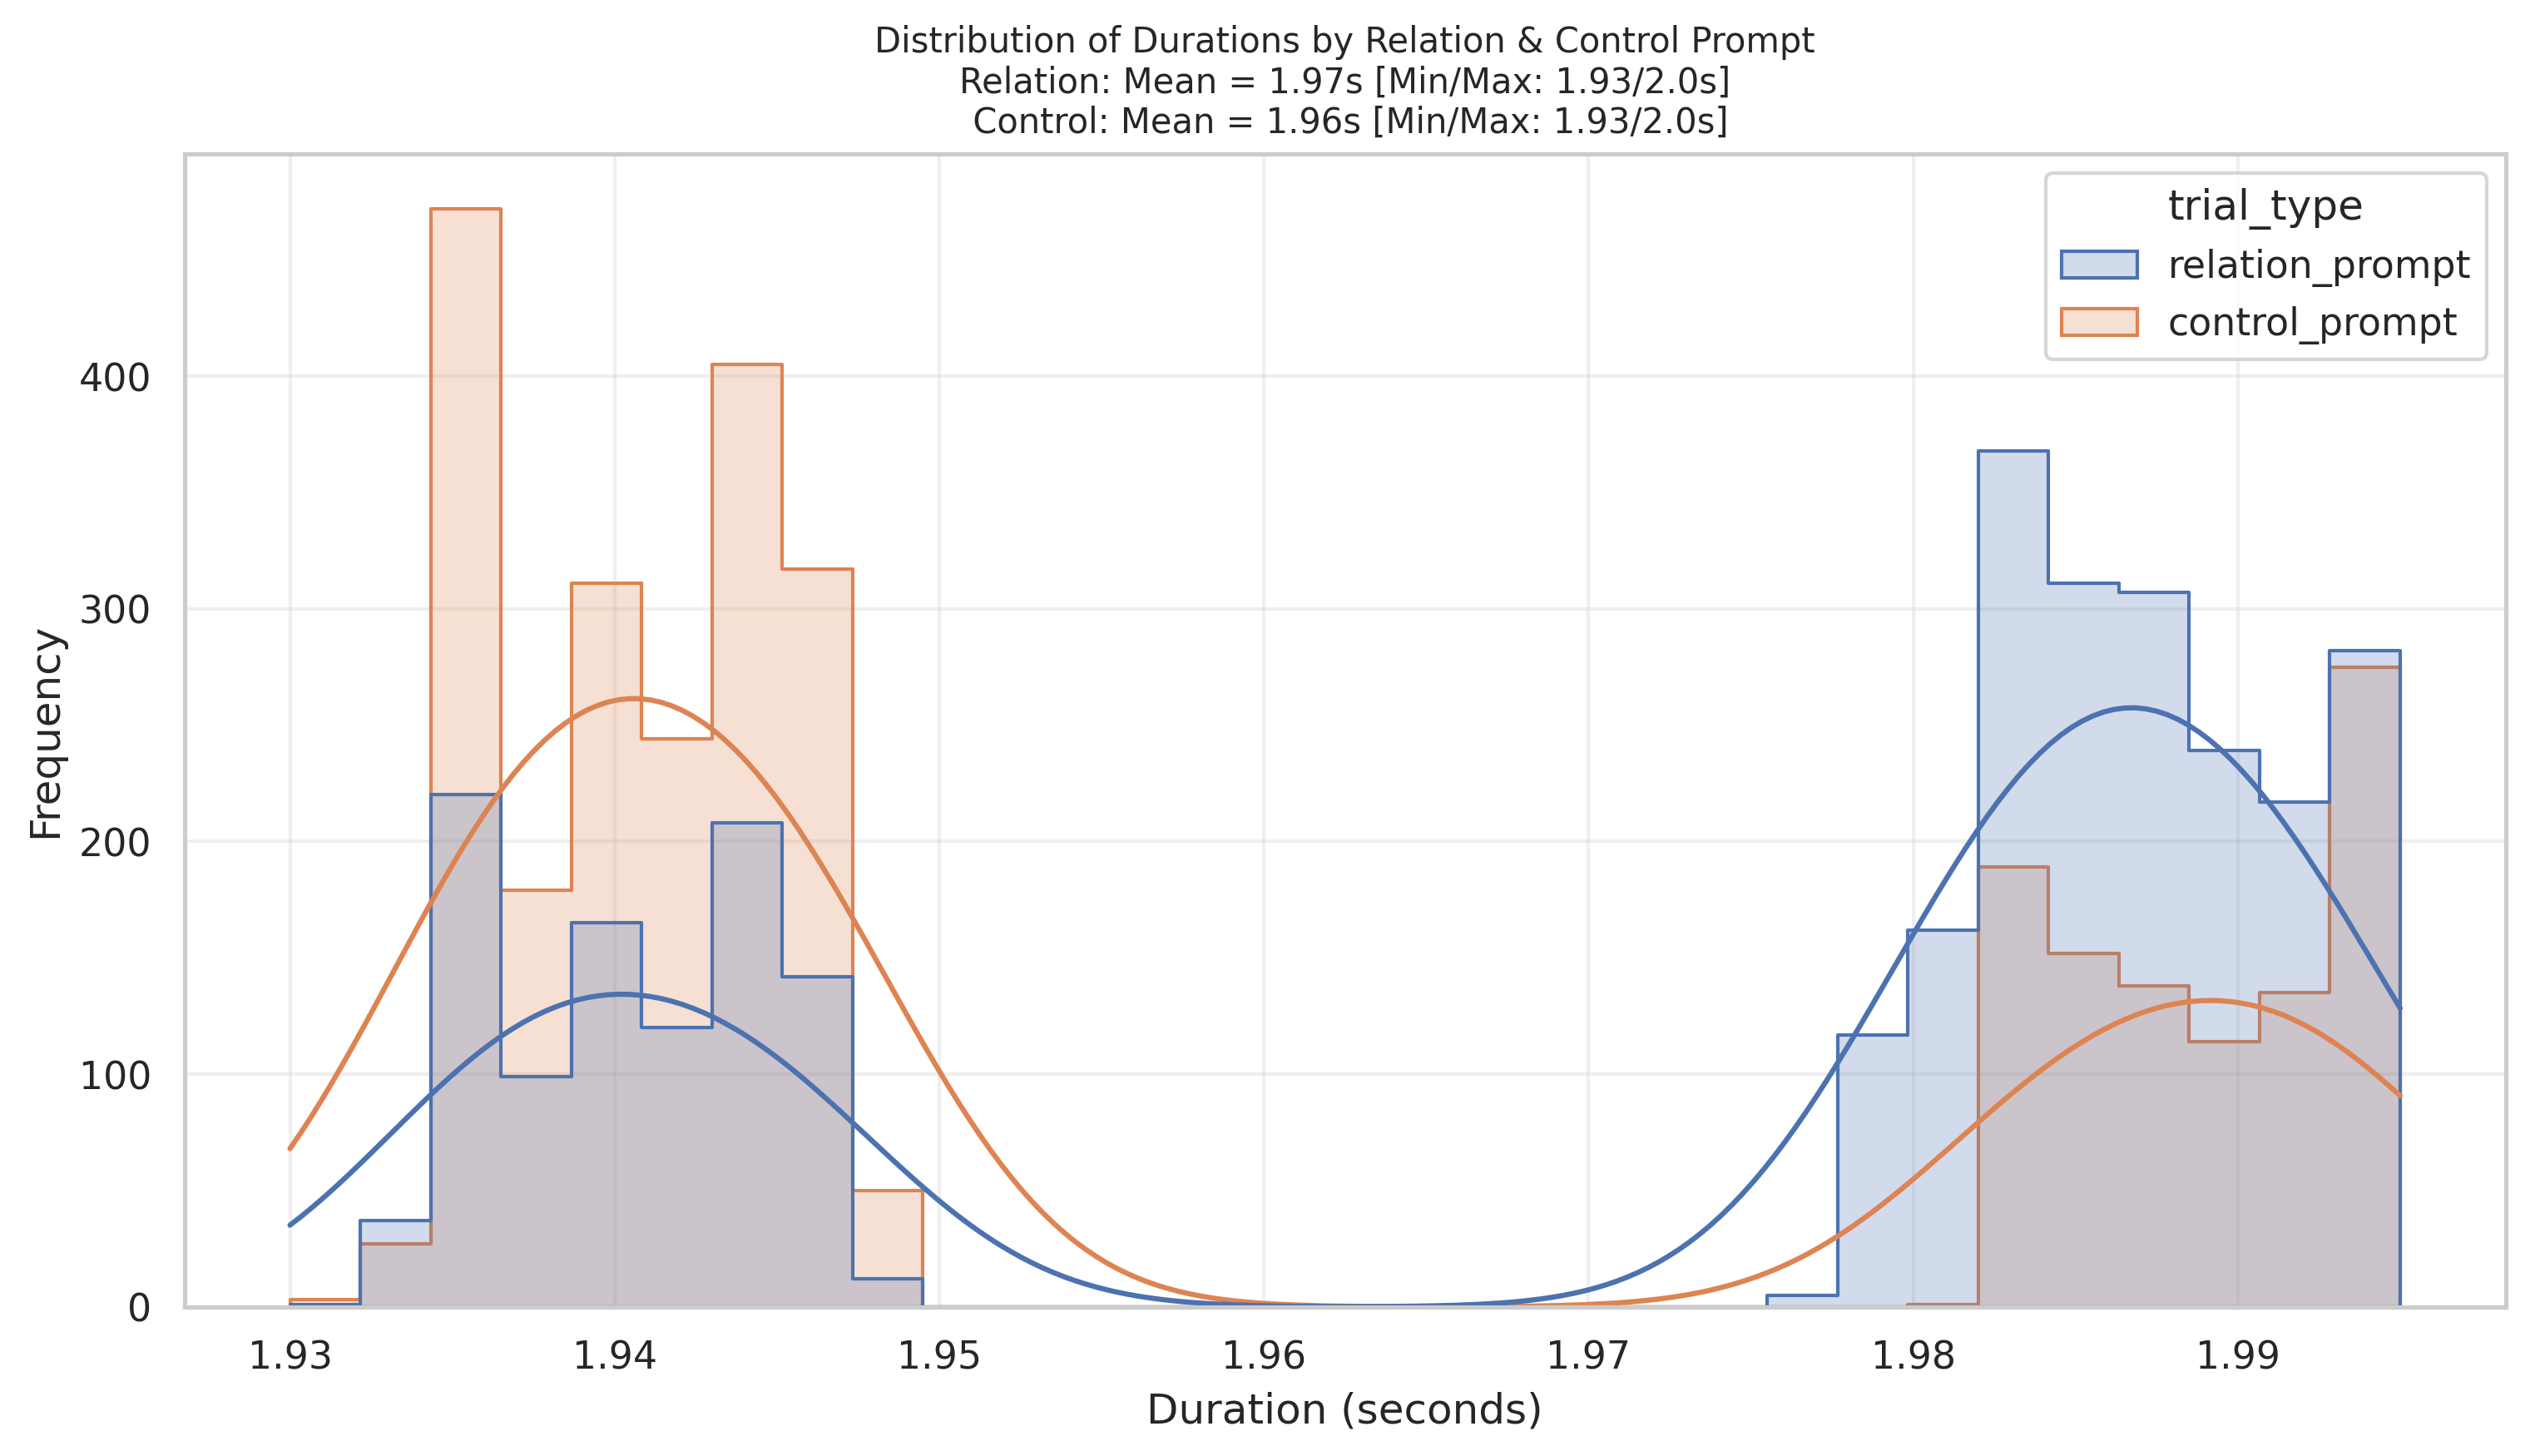 Distribution of Durations by Relation & Control Prompt
Relation: Mean = 1.97s [Min/Max: 1.93/2.0s]
Control: Mean = 1.96s [Min/Max: 1.93/2.0s]
trial_type
relation_prompt
control_prompt
Frequency
400
300
200
100
0
1.93 1.94 1.95 1.96 1.97 1.98 1.99
Duration (seconds)